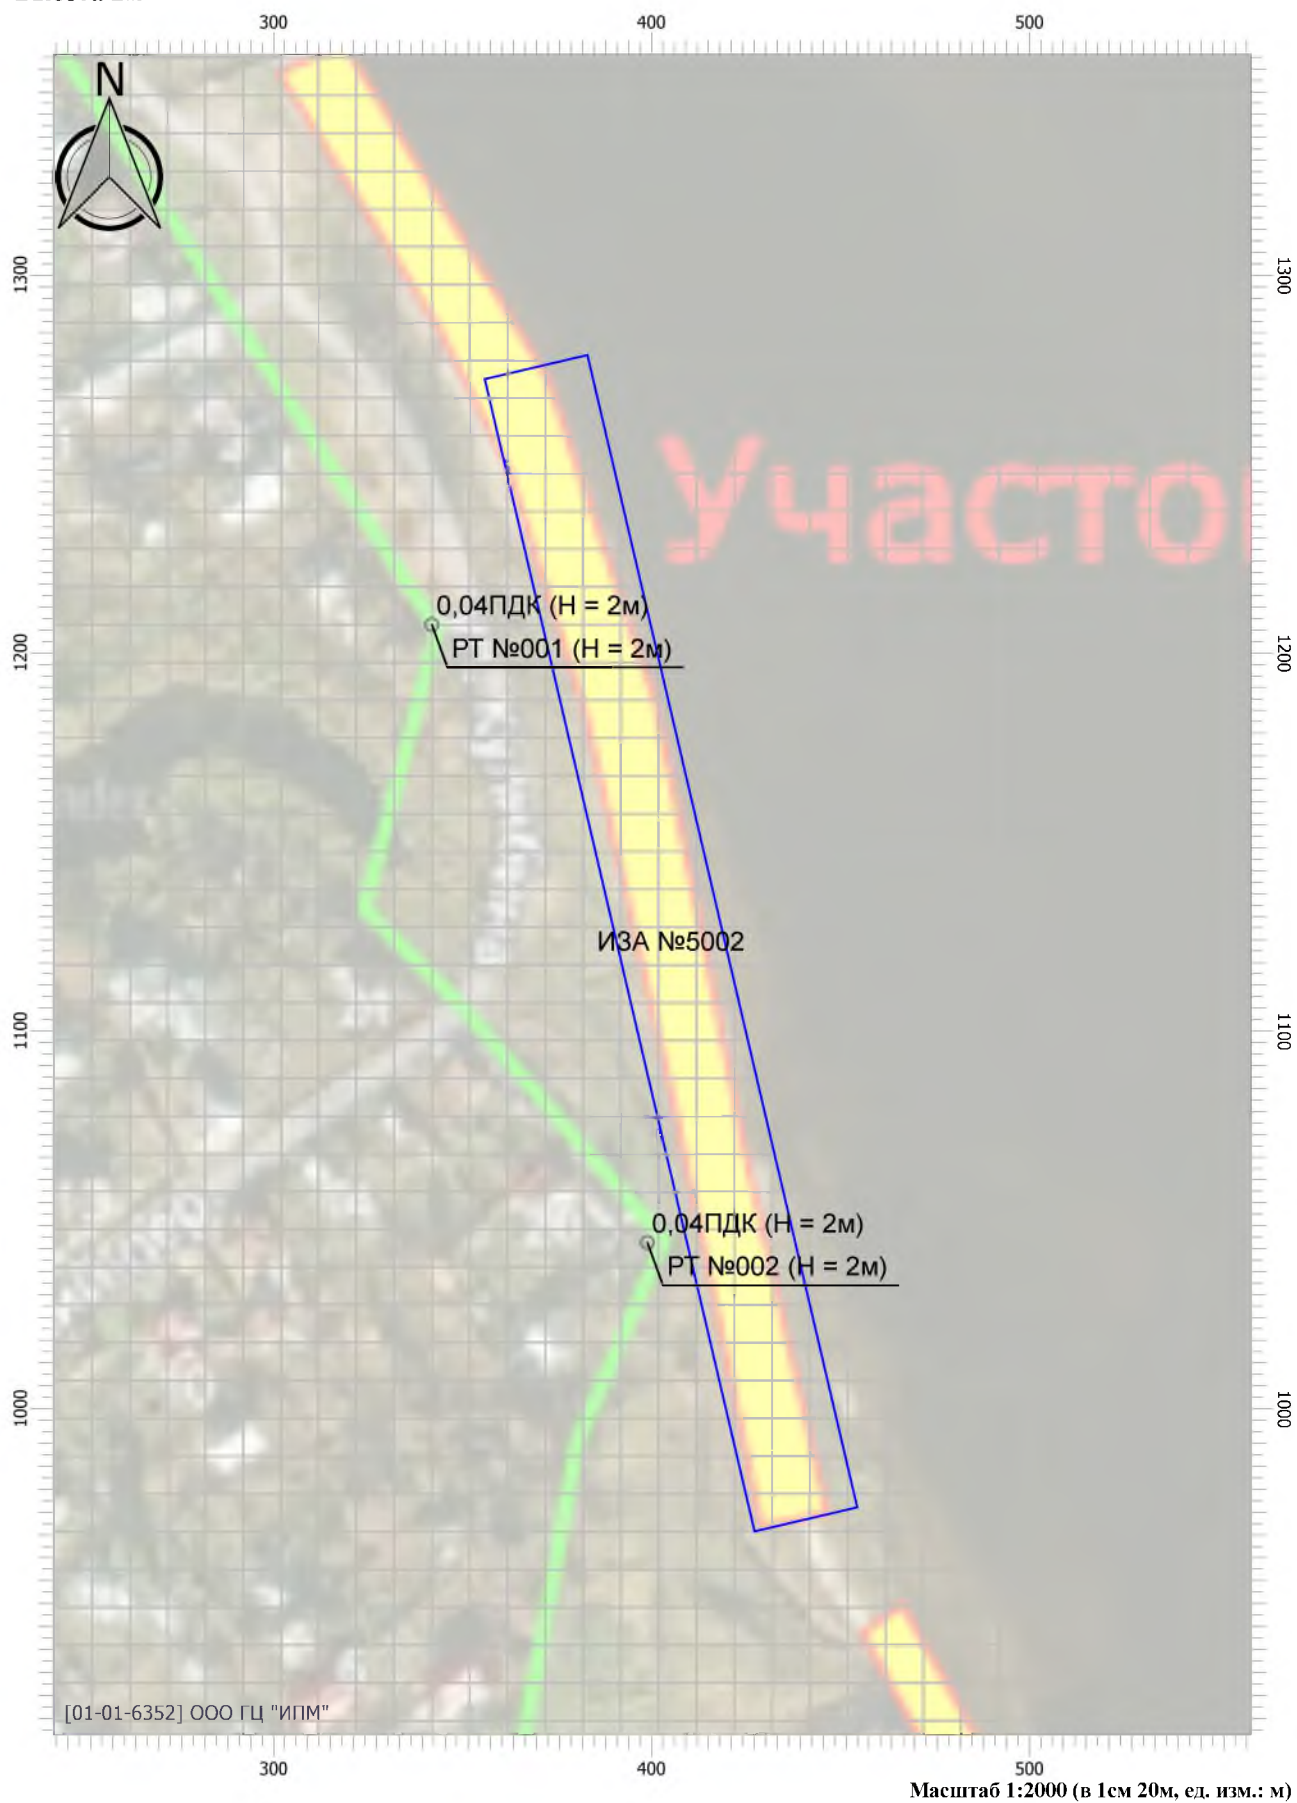 300 400 500
N
1300 1300
Участо
0,04ПДК (Н = 2м)
РТ №001 (Н = 2м)
1200 1200
ИЗА №5002
1100 1100
0,04ПДК (Н = 2м)
РТ №002 (Н = 2м)
1000 1000
[01-01-6352] ООО ГЦ "ИПМ"
300 400 500
Масштаб 1:2000 (в 1см 20м, ед. изм.: м)